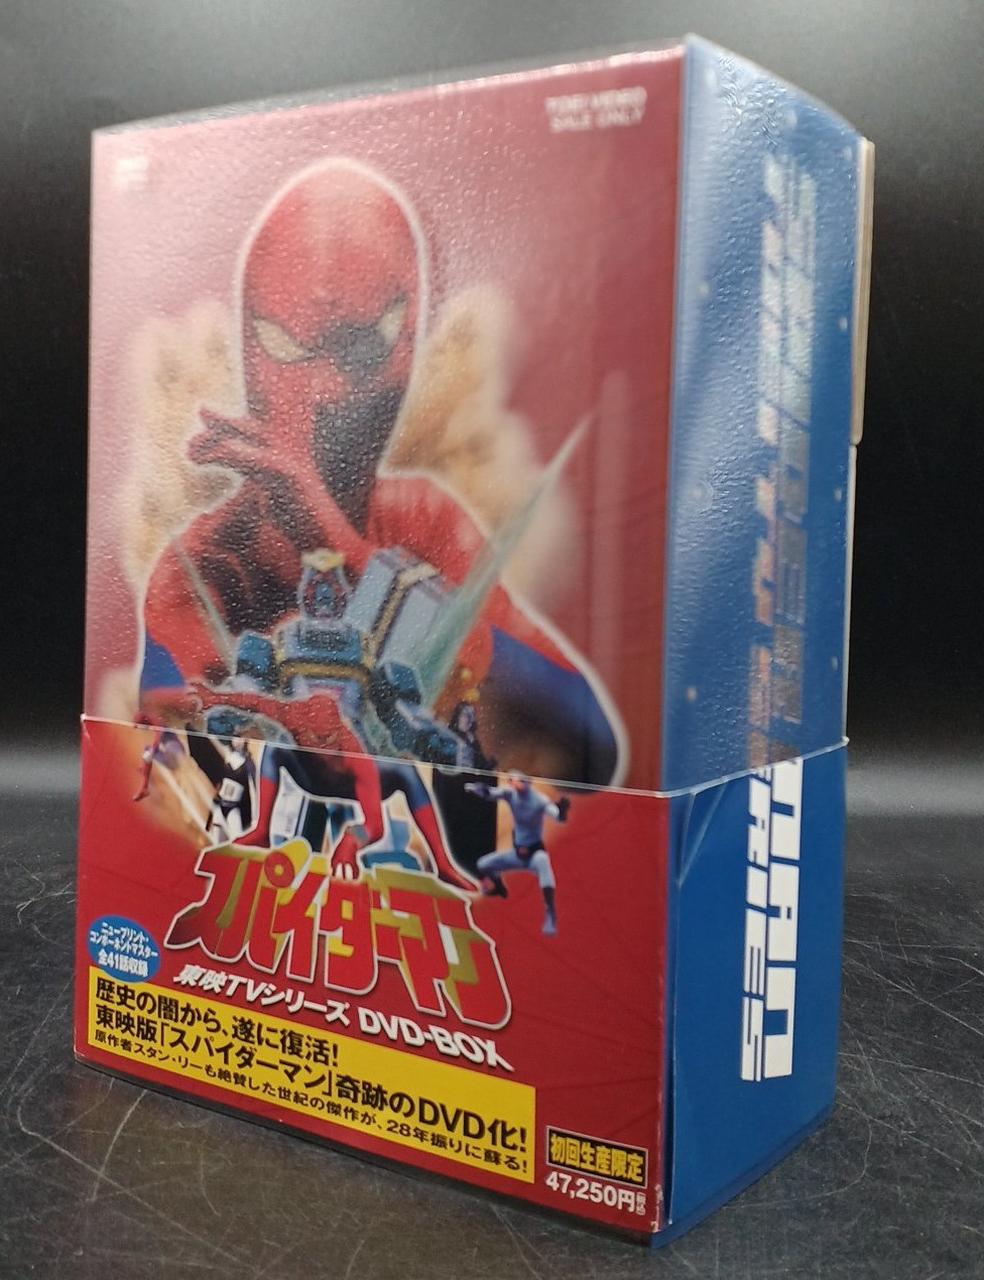 TOEI VIDEO
SALE ONLY
スパイダーマン
東映TVシリーズ DVD-BOX
ニュープリント・
コンポーネントマスター
全41話収録
歴史の闇から、遂に復活!
東映版「スパイダーマン」奇跡のDVD化!
原作者スタン・リーも絶賛した世紀の傑作が、28年振りに蘇る!
初回生産限定
47,250円(税込)
SPIDER-MAN